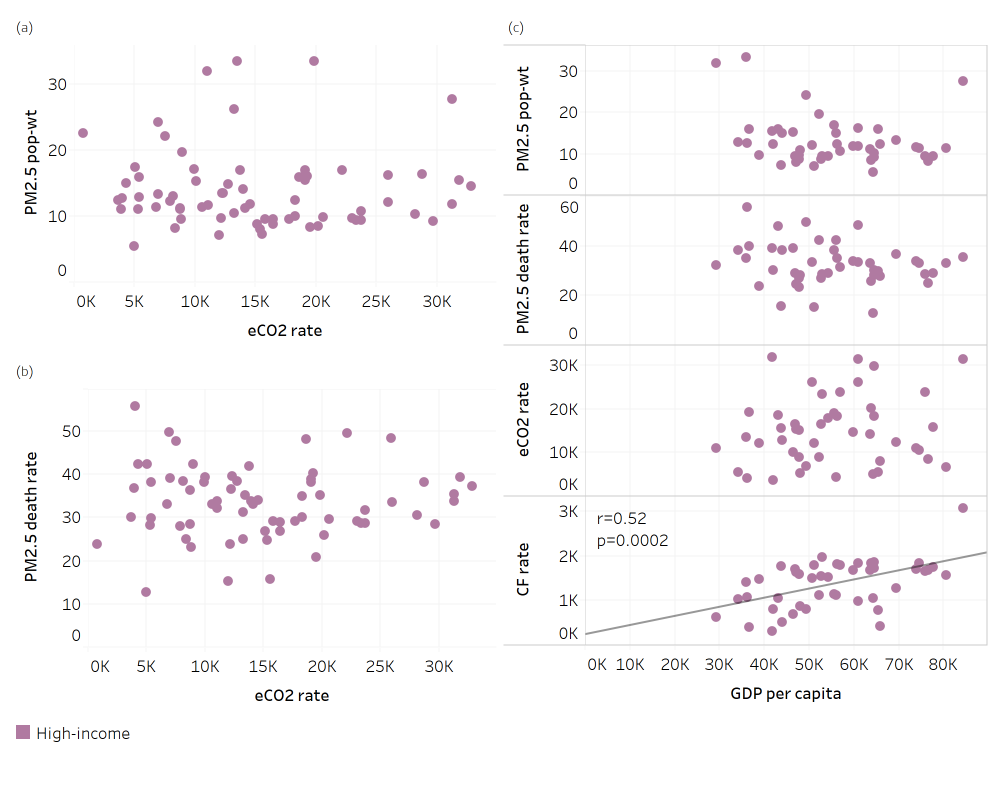 (a)
PM2.5 pop-wt
30
20
10
0
0K 5K 10K 15K 20K 25K 30K
eCO2 rate
(b)
PM2.5 death rate
50
40
30
20
10
0
0K 5K 10K 15K 20K 25K 30K
eCO2 rate
High-income
(c)
PM2.5 pop-wt
30
20
10
0
PM2.5 death rate
60
40
20
0
eCO2 rate
30K
20K
10K
0K
CF rate
3K
2K
1K
0K
r=0.52
p=0.0002
0K 10K 20K 30K 40K 50K 60K 70K 80K
GDP per capita